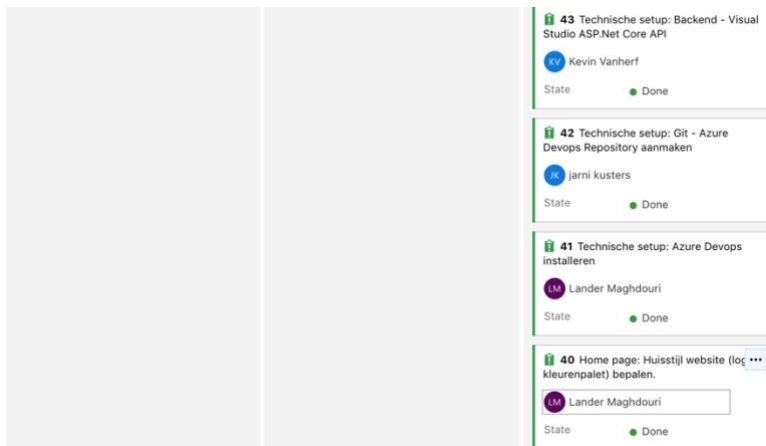 43 Technische setup: Backend - Visual
Studio ASP.Net Core API
KV Kevin Vanherf
State Done
42 Technische setup: Git - Azure
Devops Repository aanmaken
JK jarni kusters
State Done
41 Technische setup: Azure Devops
installeren
LM Lander Maghdouri
State Done
40 Home page: Huisstijl website
kleurenpalet) bepalen.
LM Lander Maghdouri
State Done